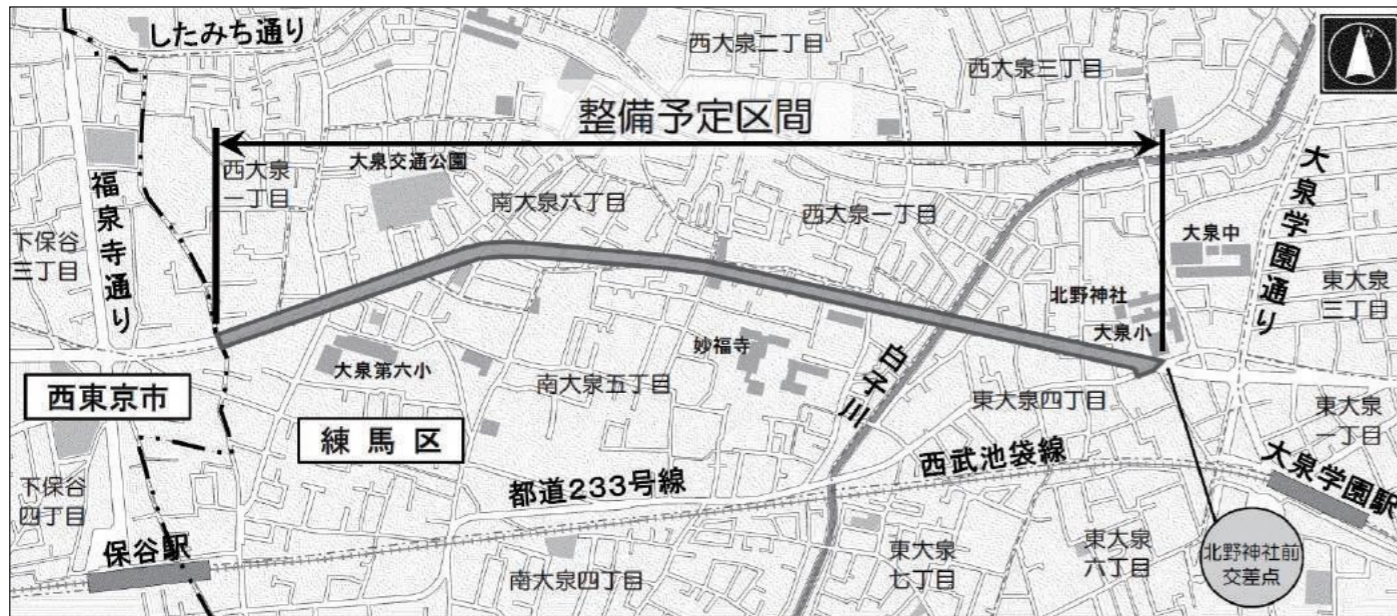 したみち通り
西大泉二丁目
西大泉三丁目
整備予定区間
西大泉
一丁目
大泉交通公園
南大泉六丁目
西大泉一丁目
福泉寺通り
下保谷
三丁目
大泉学園通り
大泉中
東大泉
三丁目
北野神社
大泉小
妙福寺
白子川
大泉第六小
南大泉五丁目
西東京市
練馬区
東大泉四丁目
東大泉
一丁目
下保谷
四丁目
都道233号線
西武池袋線
大泉学園駅
保谷駅
南大泉四丁目
東大泉
七丁目
東大泉
六丁目
北野神社前
交差点